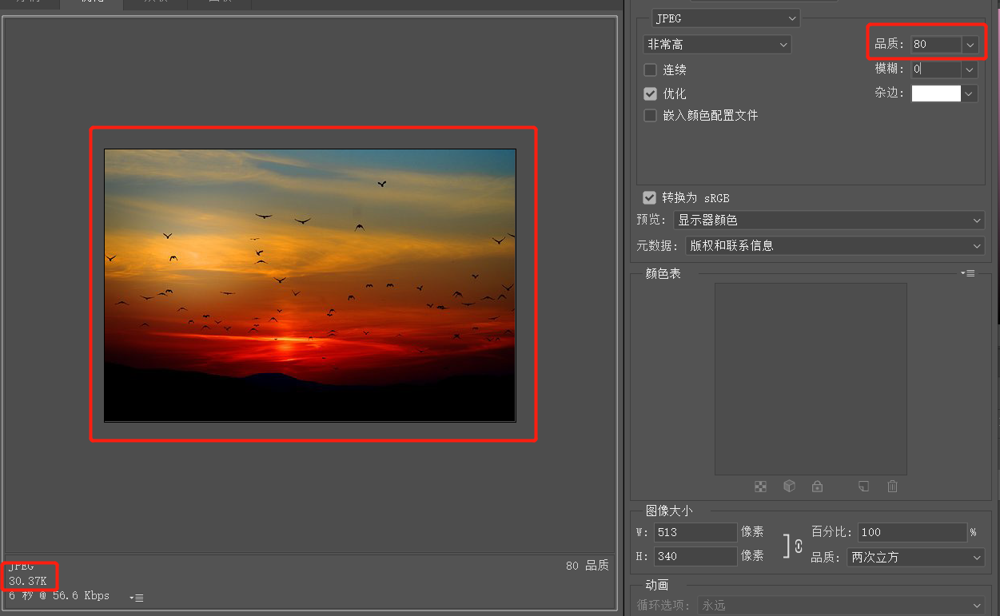 优化
JPEG
非常高
品质: 80
连续
模糊: 0
优化
杂边:
嵌入颜色配置文件
转换为 sRGB
预览: 显示器颜色
元数据: 版权和联系信息
颜色表
图像大小
W: 513 像素
百分比: 100 %
H: 340 像素
品质: 两次立方
动画
循环选项: 永远
JPEG
80 品质
30.37K
6 秒 @ 56.6 Kbps